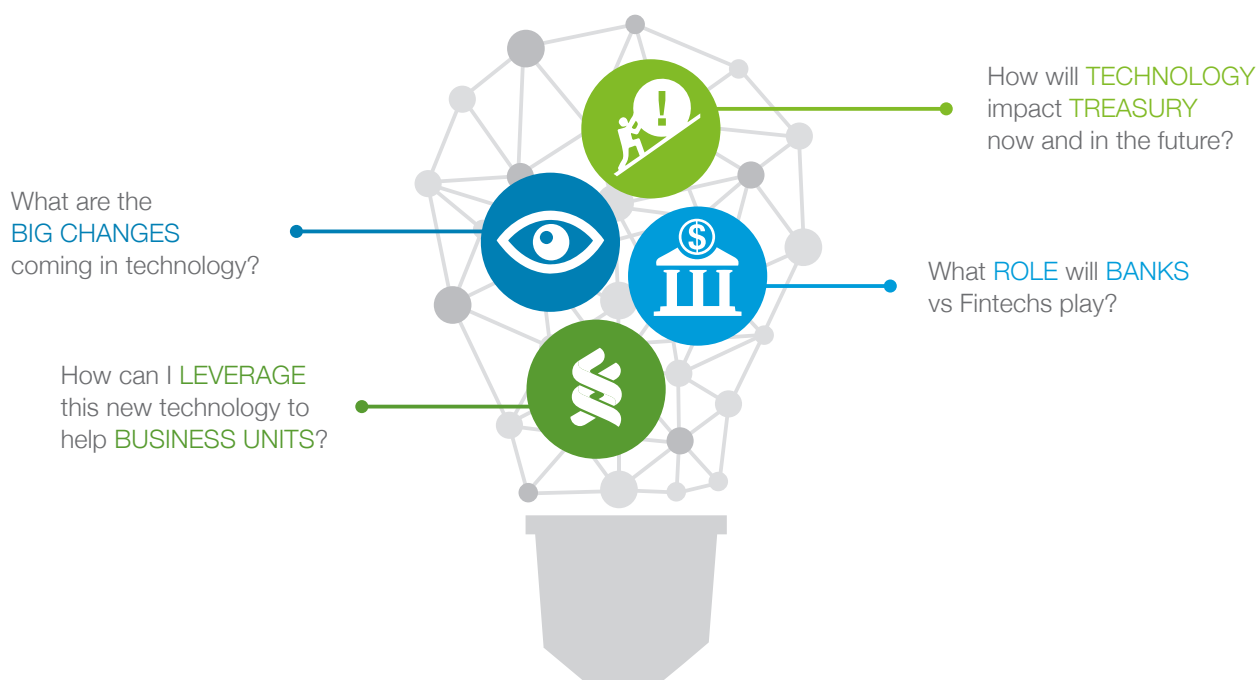 How will TECHNOLOGY
impact TREASURY
now and in the future?
What are the
BIG CHANGES
coming in technology?
What ROLE will BANKS
vs Fintechs play?
How can I LEVERAGE
this new technology to
help BUSINESS UNITS?
!
$